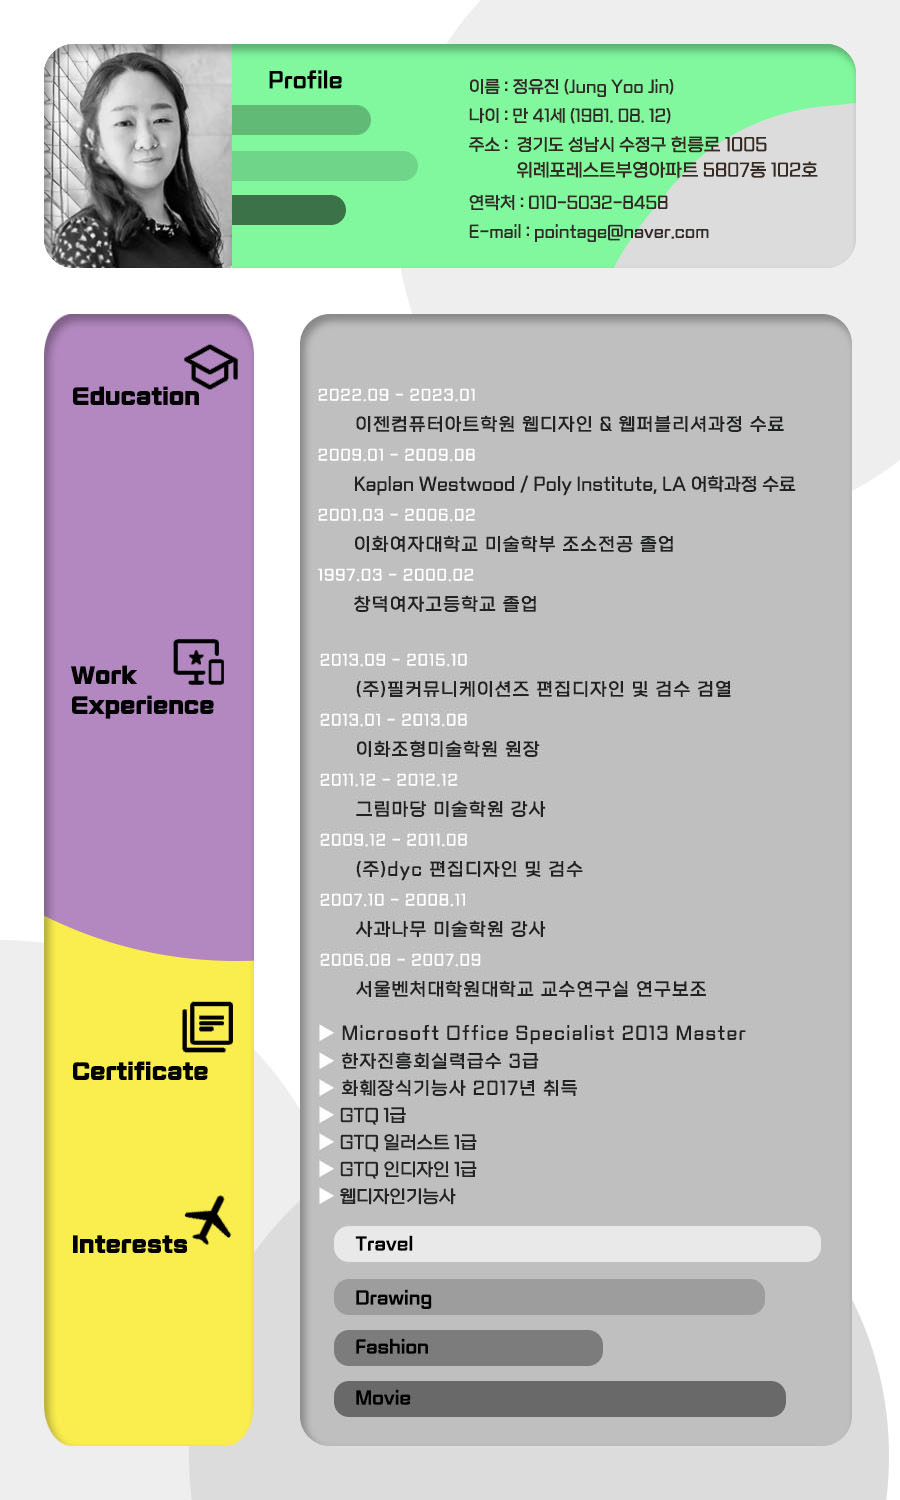 Profile
이름 : 정유진 (Jung Yoo Jin)
나이 : 만 41세 (1981. 08. 12)
주소 : 경기도 성남시 수정구 헌릉로 1005
위례포레스트부영아파트 5807동 102호
연락처 : 010-5032-8458
E-mail : pointage@naver.com
Education
2022.09 - 2023.01
이젠컴퓨터아트학원 웹디자인 & 웹퍼블리셔과정 수료
2009.01 - 2009.08
Kaplan Westwood / Poly Institute, LA 어학과정 수료
2001.03 - 2006.02
이화여자대학교 미술학부 조소전공 졸업
1997.03 - 2000.02
창덕여자고등학교 졸업
Work
Experience
2013.09 - 2015.10
(주)필커뮤니케이션즈 편집디자인 및 검수 검열
2013.01 - 2013.08
이화조형미술학원 원장
2011.12 - 2012.12
그림마당 미술학원 강사
2009.12 - 2011.08
(주)dyc 편집디자인 및 검수
2007.10 - 2008.11
사과나무 미술학원 강사
2006.08 - 2007.09
서울벤처대학원대학교 교수연구실 연구보조
Certificate
▶ Microsoft Office Specialist 2013 Master
▶ 한자진흥회실력급수 3급
▶ 화훼장식기능사 2017년 취득
▶ GTQ 1급
▶ GTQ 일러스트 1급
▶ GTQ 인디자인 1급
▶ 웹디자인기능사
Interests
Travel
Drawing
Fashion
Movie